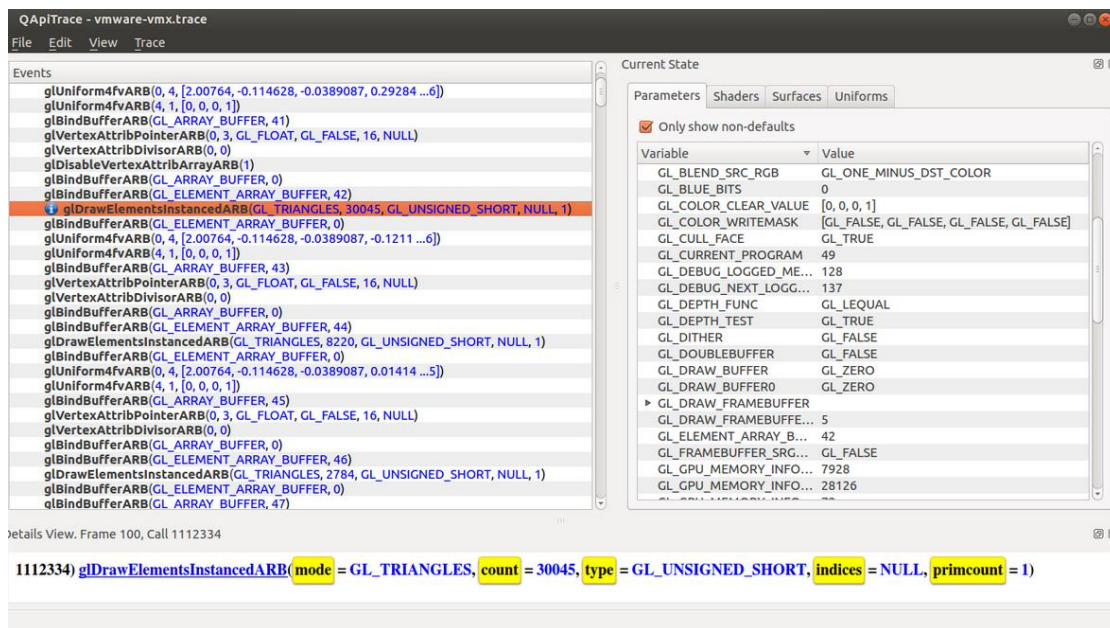 QApiTrace - vmware-vmx.trace
File Edit View Trace
Events
glUniform4fvARB(0, 4, [2.00764, -0.114628, -0.0389087, 0.29284 ...6])
glUniform4fvARB(4, 1, [0, 0, 0, 1])
glBindBufferARB(GL_ARRAY_BUFFER, 41)
glVertexAttribPointerARB(0, 3, GL_FLOAT, GL_FALSE, 16, NULL)
glVertexAttribDivisorARB(0, 0)
glDisableVertexAttribArrayARB(1)
glBindBufferARB(GL_ARRAY_BUFFER, 0)
glBindBufferARB(GL_ELEMENT_ARRAY_BUFFER, 42)
glDrawElementsInstancedARB(GL_TRIANGLES, 30045, GL_UNSIGNED_SHORT, NULL, 1)
glBindBufferARB(GL_ELEMENT_ARRAY_BUFFER, 0)
glUniform4fvARB(0, 4, [2.00764, -0.114628, -0.0389087, -0.1211 ...6])
glUniform4fvARB(4, 1, [0, 0, 0, 1])
glBindBufferARB(GL_ARRAY_BUFFER, 43)
glVertexAttribPointerARB(0, 3, GL_FLOAT, GL_FALSE, 16, NULL)
glVertexAttribDivisorARB(0, 0)
glBindBufferARB(GL_ARRAY_BUFFER, 0)
glBindBufferARB(GL_ELEMENT_ARRAY_BUFFER, 44)
glDrawElementsInstancedARB(GL_TRIANGLES, 8220, GL_UNSIGNED_SHORT, NULL, 1)
glBindBufferARB(GL_ELEMENT_ARRAY_BUFFER, 0)
glUniform4fvARB(0, 4, [2.00764, -0.114628, -0.0389087, 0.01414 ...5])
glUniform4fvARB(4, 1, [0, 0, 0, 1])
glBindBufferARB(GL_ARRAY_BUFFER, 45)
glVertexAttribPointerARB(0, 3, GL_FLOAT, GL_FALSE, 16, NULL)
glVertexAttribDivisorARB(0, 0)
glBindBufferARB(GL_ARRAY_BUFFER, 0)
glBindBufferARB(GL_ELEMENT_ARRAY_BUFFER, 46)
glDrawElementsInstancedARB(GL_TRIANGLES, 2784, GL_UNSIGNED_SHORT, NULL, 1)
glBindBufferARB(GL_ELEMENT_ARRAY_BUFFER, 0)
glBindBufferARB(GL_ARRAY_BUFFER, 47)
Current State
Parameters Shaders Surfaces Uniforms
Only show non-defaults
Variable Value
GL_BLEND_SRC_RGB GL_ONE_MINUS_DST_COLOR
GL_BLUE_BITS 0
GL_COLOR_CLEAR_VALUE [0, 0, 0, 1]
GL_COLOR_WRITEMASK [GL_FALSE, GL_FALSE, GL_FALSE, GL_FALSE]
GL_CULL_FACE GL_TRUE
GL_CURRENT_PROGRAM 49
GL_DEBUG_LOGGED_ME... 128
GL_DEBUG_NEXT_LOGG... 137
GL_DEPTH_FUNC GL_LEQUAL
GL_DEPTH_TEST GL_TRUE
GL_DITHER GL_FALSE
GL_DOUBLEBUFFER GL_FALSE
GL_DRAW_BUFFER GL_ZERO
GL_DRAW_BUFFER0 GL_ZERO
GL_DRAW_FRAMEBUFFER
GL_DRAW_FRAMEBUFFE... 5
GL_ELEMENT_ARRAY_B... 42
GL_FRAMEBUFFER_SRG... GL_FALSE
GL_GPU_MEMORY_INFO... 7928
GL_GPU_MEMORY_INFO... 28126
Details View. Frame 100, Call 1112334
1112334) glDrawElementsInstancedARB(mode = GL_TRIANGLES, count = 30045, type = GL_UNSIGNED_SHORT, indices = NULL, primcount = 1)